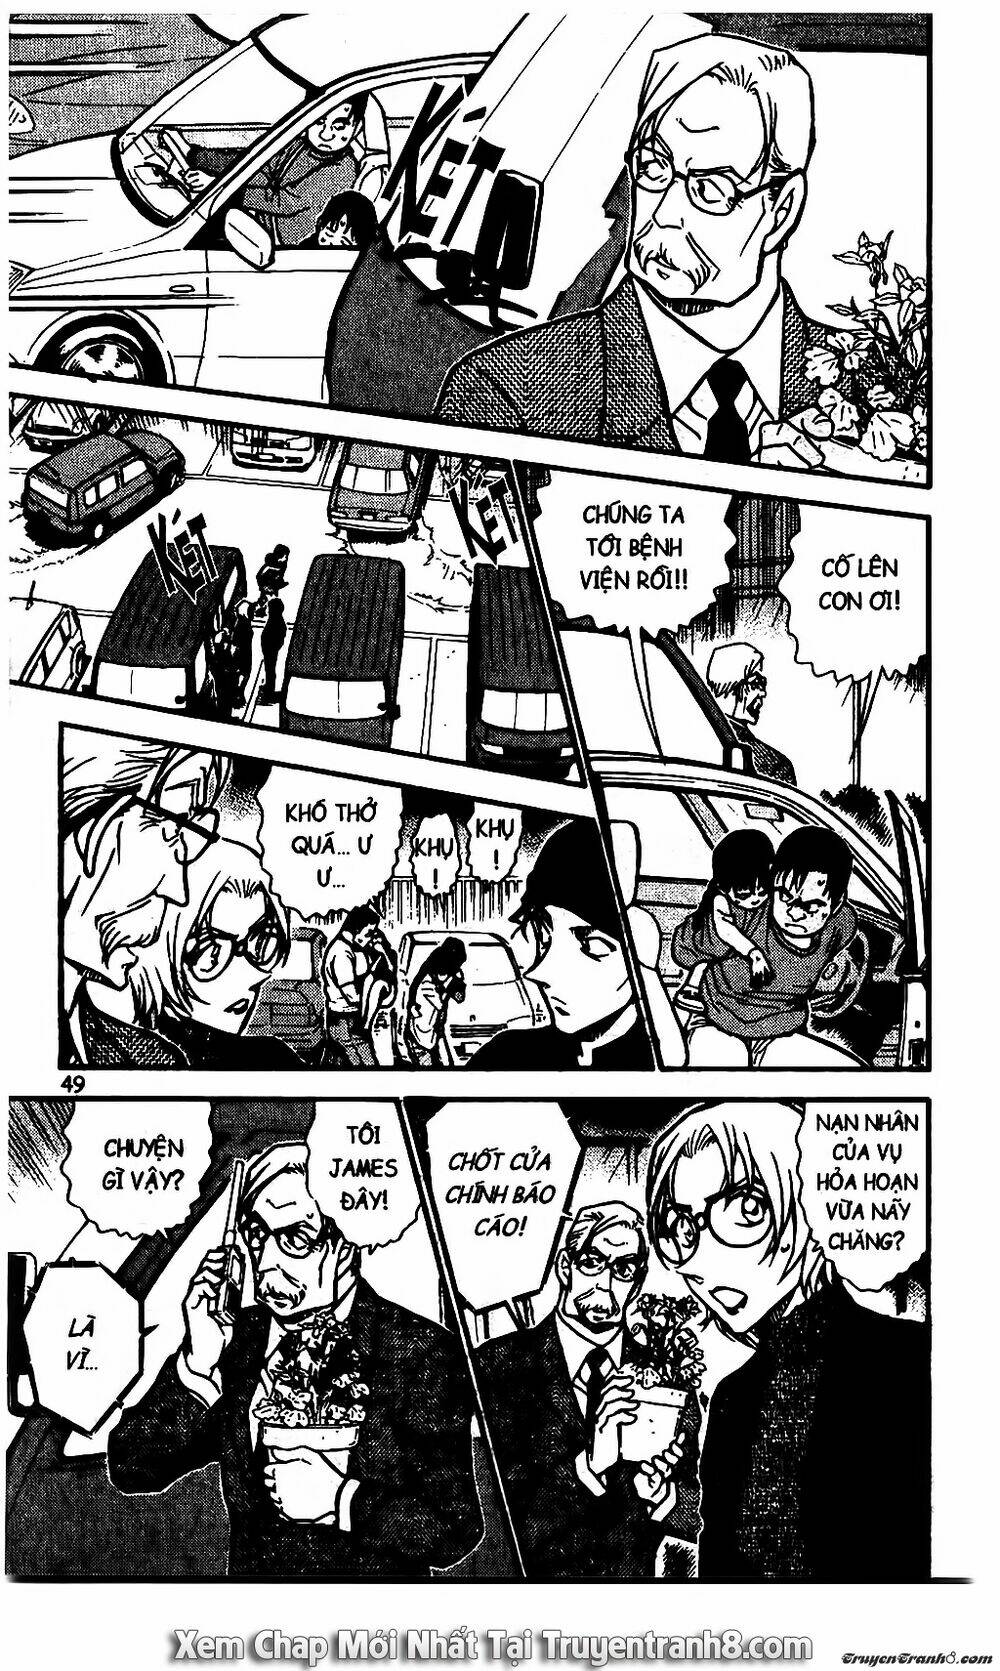 KÉT
KÉT
KÉT
CHÚNG TA
TỚI BỆNH
VIỆN RỒI!!
CỐ LÊN
CON ƠI!
KHÓ THỞ
QUÁ... Ư
Ư...
KHỤ
!
KHỤ
!
49
CHUYỆN
GÌ VẬY?
TÔI
JAMES
ĐÂY!
LÀ
VÌ...
CHỐT CỬA
CHÍNH BÁO
CÁO!
NẠN NHÂN
CỦA VỤ
HỎA HOẠN
VỪA NÃY
CHĂNG?
Xem Chap Mới Nhất Tại Truyentranh8.com
TruyenTranh8.com